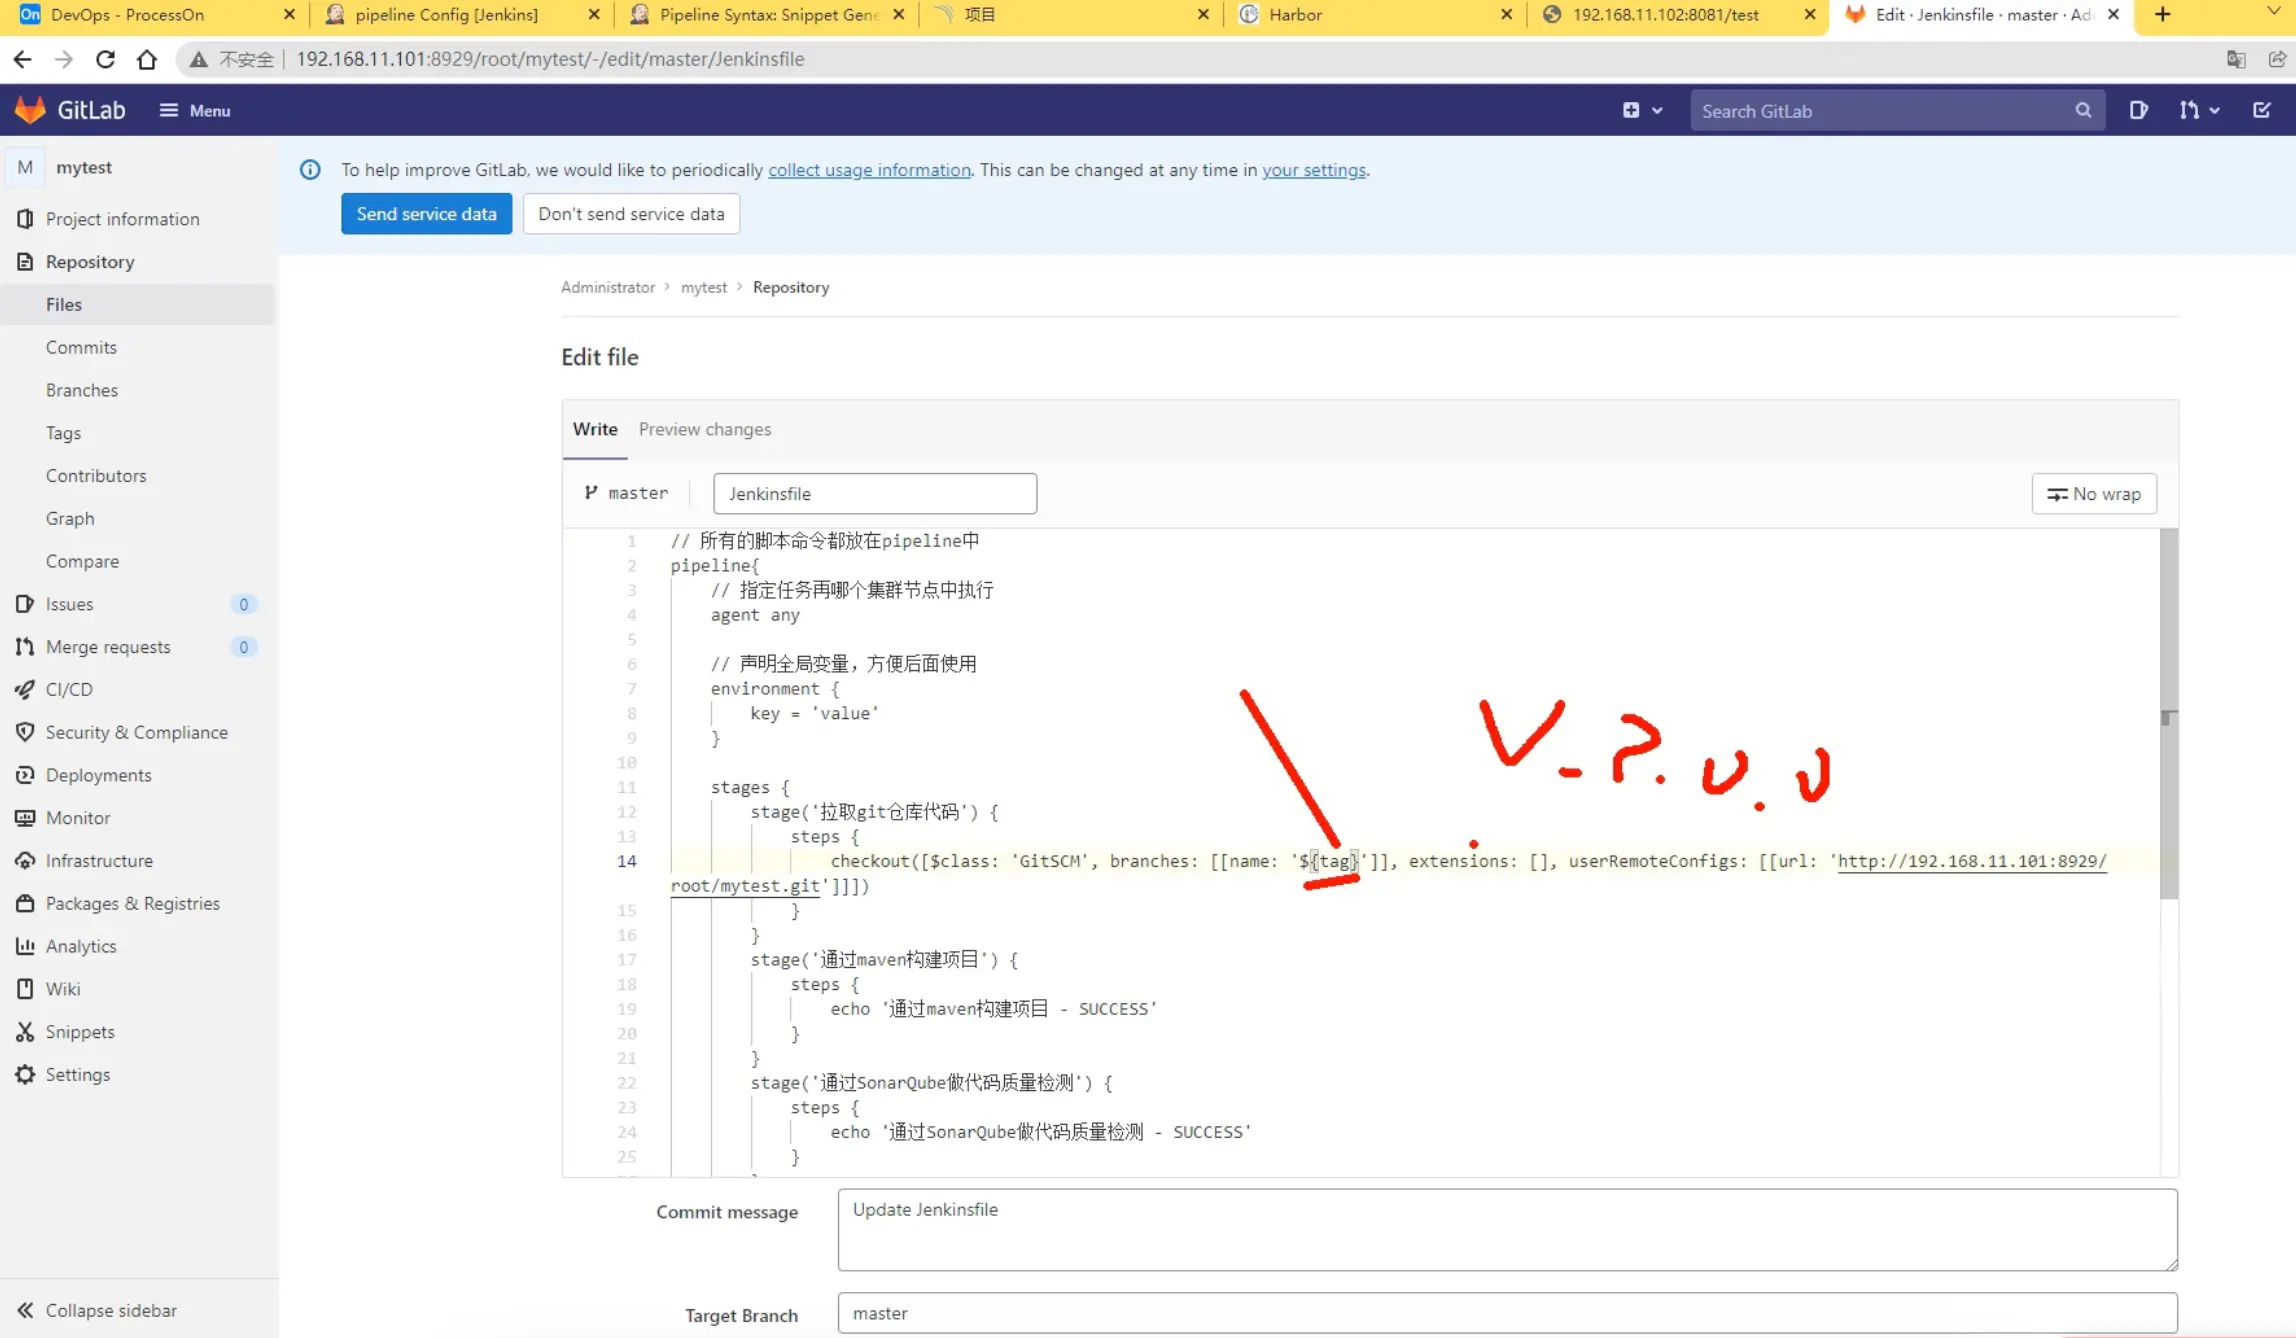 On DevOps - ProcessOn
pipeline Config [Jenkins]
Pipeline Syntax: Snippet Gene
项目
Harbor
192.168.11.102:8081/test
Edit · Jenkinsfile · master · Ad
不安全 | 192.168.11.101:8929/root/mytest/-/edit/master/Jenkinsfile
GitLab Menu
Search GitLab
M mytest
Project information
Repository
Files
Commits
Branches
Tags
Contributors
Graph
Compare
Issues 0
Merge requests 0
CI/CD
Security & Compliance
Deployments
Monitor
Infrastructure
Packages & Registries
Analytics
Wiki
Snippets
Settings
Collapse sidebar
To help improve GitLab, we would like to periodically collect usage information. This can be changed at any time in your settings.
Send service data
Don't send service data
Administrator > mytest > Repository
Edit file
Write Preview changes
master
Jenkinsfile
No wrap
1 // 所有的脚本命令都放在pipeline中
2 pipeline{
3 // 指定任务再哪个集群节点中执行
4 agent any
5
6 // 声明全局变量，方便后面使用
7 environment {
8 key = 'value'
9 }
10
11 stages {
12 stage('拉取git仓库代码') {
13 steps {
14 checkout([$class: 'GitSCM', branches: [[name: '${tag}']], extensions: [], userRemoteConfigs: [[url: 'http://192.168.11.101:8929/
root/mytest.git']]])
15 }
16 }
17 stage('通过maven构建项目') {
18 steps {
19 echo '通过maven构建项目 - SUCCESS'
20 }
21 }
22 stage('通过SonarQube做代码质量检测') {
23 steps {
24 echo '通过SonarQube做代码质量检测 - SUCCESS'
25 }
Commit message
Update Jenkinsfile
Target Branch
master